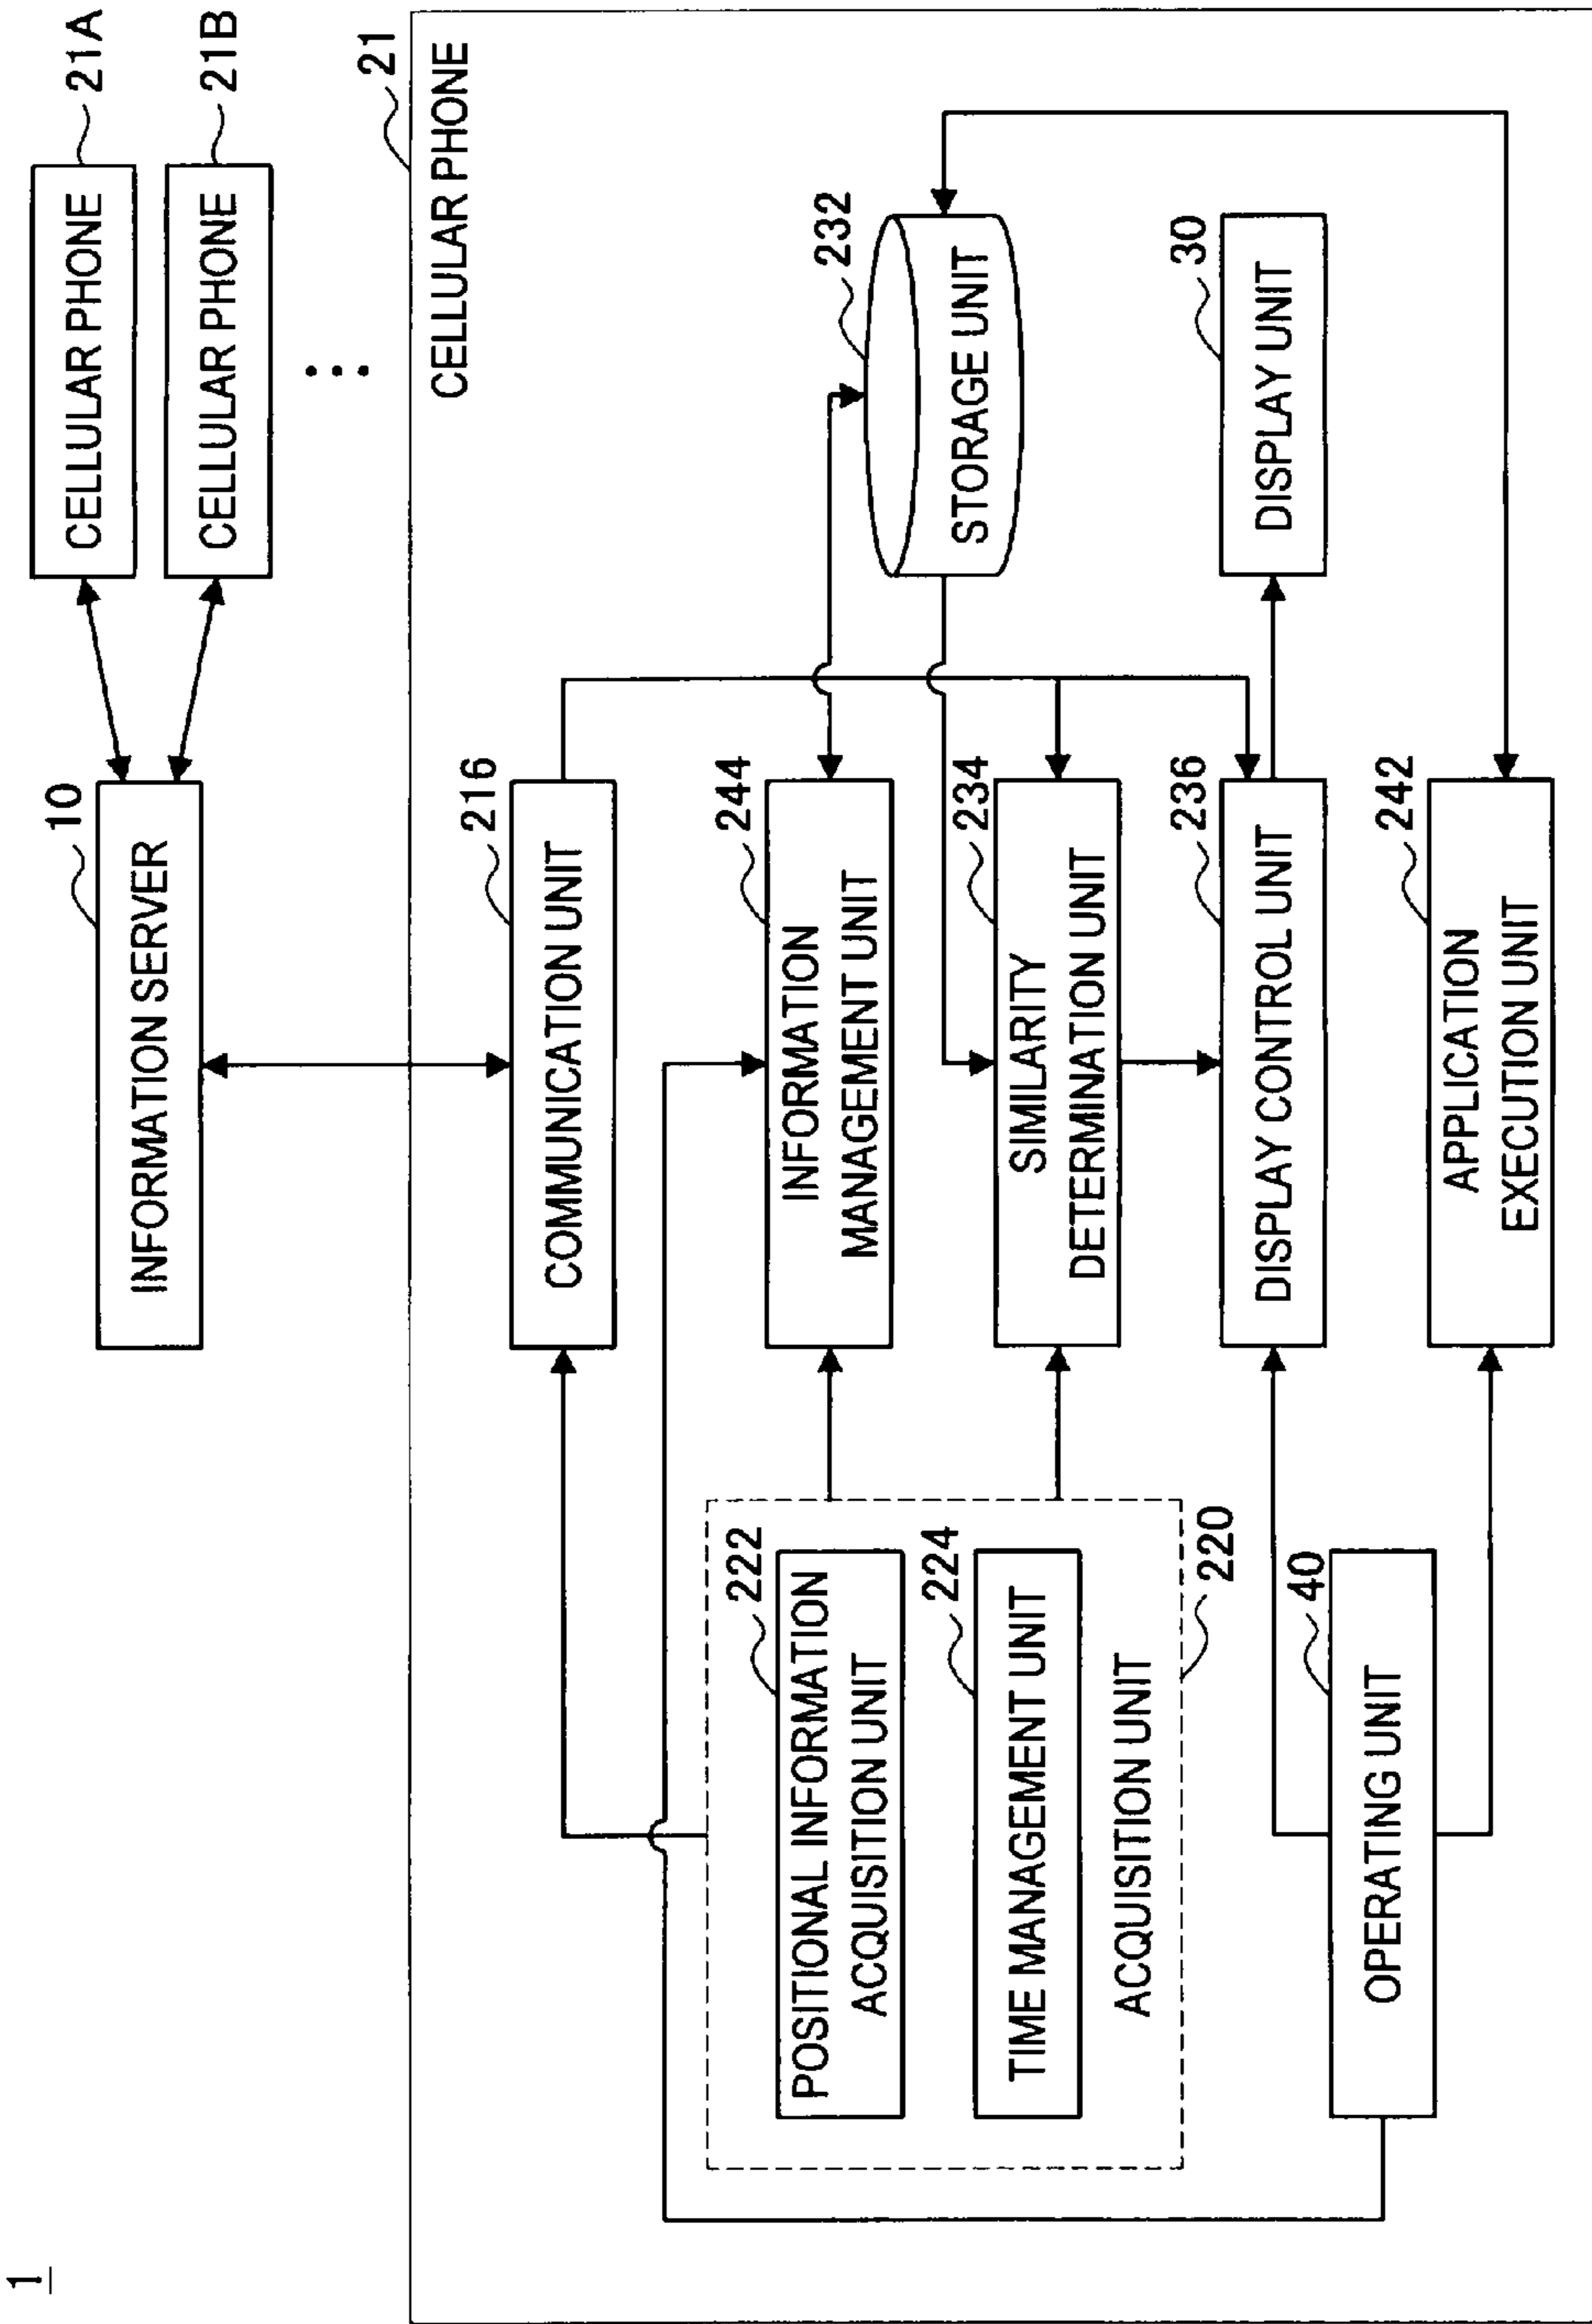 1
10
INFORMATION SERVER
21A
CELLULAR PHONE
21B
CELLULAR PHONE
⋮
21
CELLULAR PHONE
216
COMMUNICATION UNIT
222
POSITIONAL INFORMATION
ACQUISITION UNIT
224
TIME MANAGEMENT UNIT
ACQUISITION UNIT
220
244
INFORMATION
MANAGEMENT UNIT
232
STORAGE UNIT
234
SIMILARITY
DETERMINATION UNIT
40
OPERATING UNIT
236
DISPLAY CONTROL UNIT
30
DISPLAY UNIT
242
APPLICATION
EXECUTION UNIT